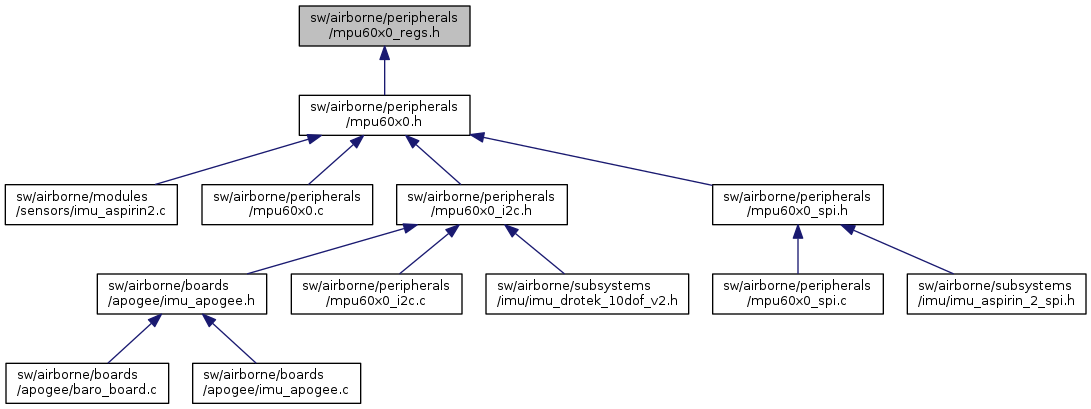 sw/airborne/peripherals
/mpu60x0_regs.h
sw/airborne/peripherals
/mpu60x0.h
sw/airborne/modules
/sensors/imu_aspirin2.c
sw/airborne/peripherals
/mpu60x0.c
sw/airborne/peripherals
/mpu60x0_i2c.h
sw/airborne/peripherals
/mpu60x0_spi.h
sw/airborne/boards
/apogee/imu_apogee.h
sw/airborne/peripherals
/mpu60x0_i2c.c
sw/airborne/subsystems
/imu/imu_drotek_10dof_v2.h
sw/airborne/peripherals
/mpu60x0_spi.c
sw/airborne/subsystems
/imu/imu_aspirin_2_spi.h
sw/airborne/boards
/apogee/baro_board.c
sw/airborne/boards
/apogee/imu_apogee.c